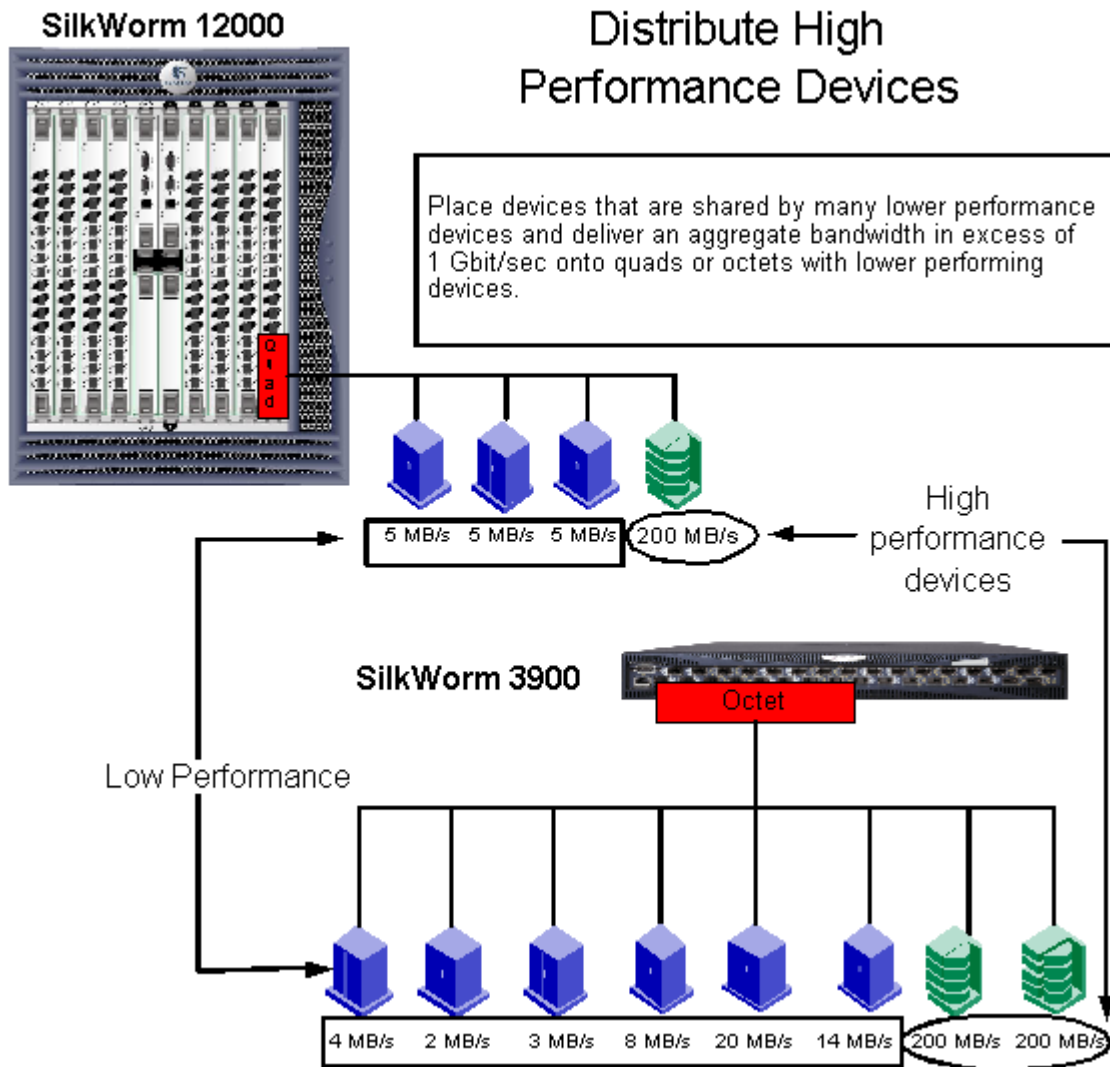 SilkWorm 12000
Distribute High
Performance Devices
Place devices that are shared by many lower performance
devices and deliver an aggregate bandwidth in excess of
1 Gbit/sec onto quads or octets with lower performing
devices.
Quad
5 MB/s 5 MB/s 5 MB/s 200 MB/s
High
performance
devices
SilkWorm 3900
Octet
Low Performance
4 MB/s 2 MB/s 3 MB/s 8 MB/s 20 MB/s 14 MB/s 200 MB/s 200 MB/s